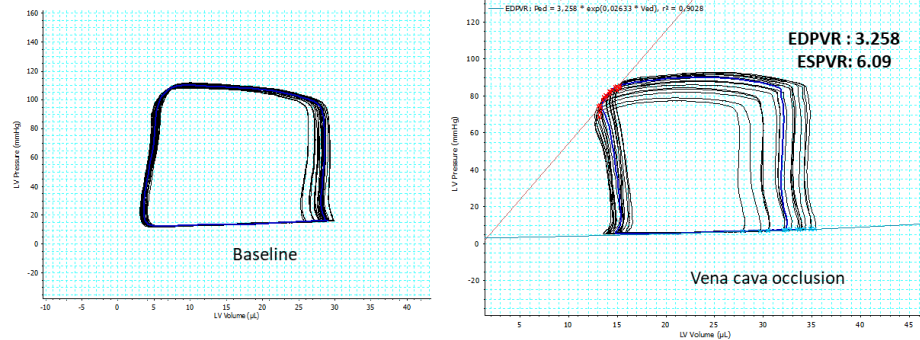 160
140
120
100
80
60
40
20
0
-20
LV Pressure (mmHg)
-10 -5 0 5 10 15 20 25 30 35 40
LV Volume (µL)
Baseline
EDPVR: Ped = 3,258 * exp(0,02633 * Ved), r² = 0,9028
EDPVR : 3.258
ESPVR: 6.09
120
100
80
60
40
20
0
-20
LV Pressure (mmHg)
5 10 15 20 25 30 35 40 45
LV Volume (µL)
Vena cava occlusion